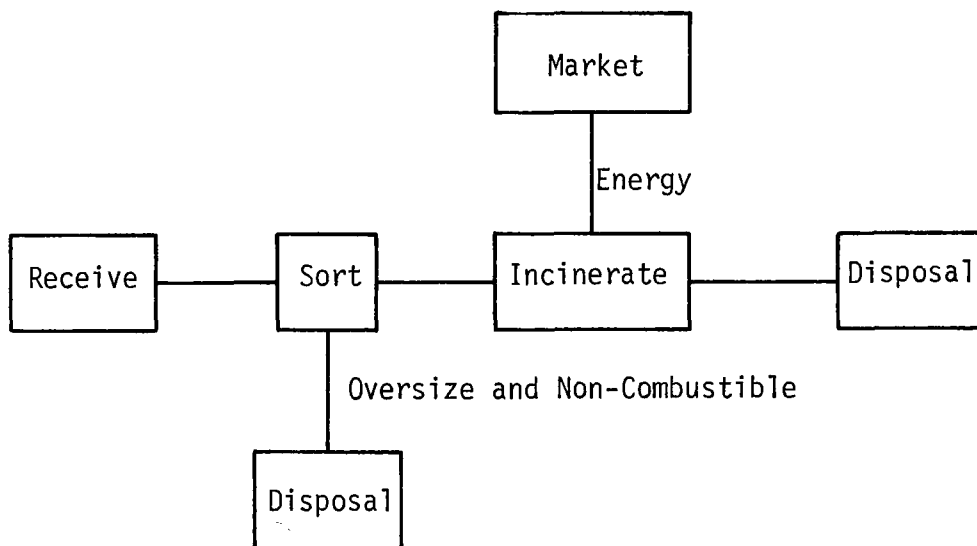 Market
Energy
Receive
Sort
Incinerate
Disposal
Oversize and Non-Combustible
Disposal